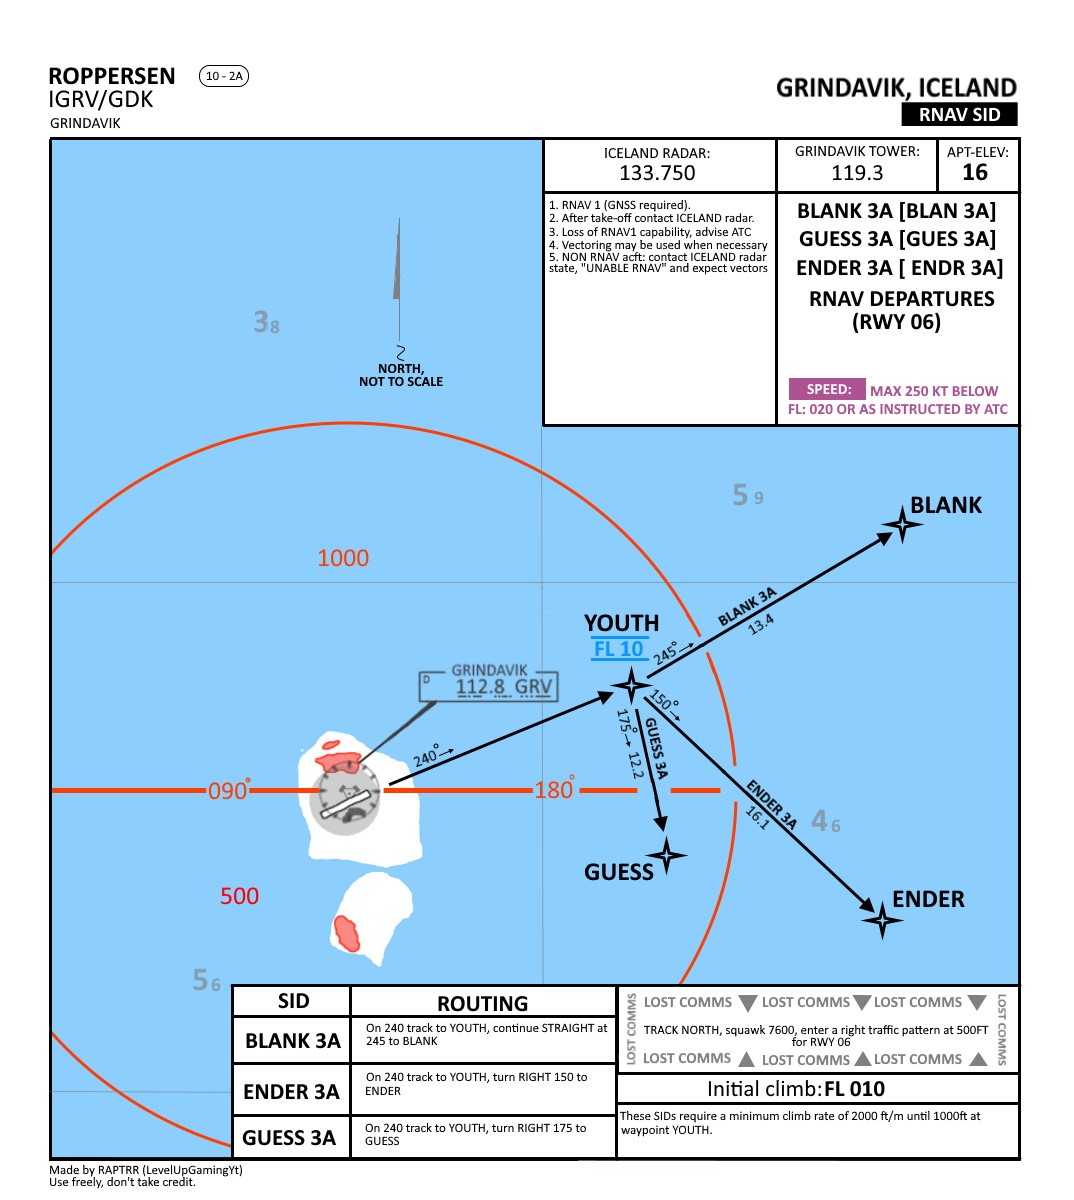 ROPPERSEN
10 - 2A
IGRV/GDK
GRINDAVIK
GRINDAVIK, ICELAND
RNAV SID
ICELAND RADAR:
133.750
GRINDAVIK TOWER:
119.3
APT-ELEV:
16
1. RNAV 1 (GNSS required).
2. After take-off contact ICELAND radar.
3. Loss of RNAV1 capability, advise ATC
4. Vectoring may be used when necessary
5. NON RNAV acft: contact ICELAND radar
state, "UNABLE RNAV" and expect vectors
BLANK 3A [BLAN 3A]
GUESS 3A [GUES 3A]
ENDER 3A [ ENDR 3A]
RNAV DEPARTURES
(RWY 06)
SPEED: MAX 250 KT BELOW
FL: 020 OR AS INSTRUCTED BY ATC
38
NORTH,
NOT TO SCALE
59
BLANK
1000
BLANK 3A
13.4
245°
YOUTH
FL 10
GRINDAVIK
D
112.8 GRV
240°
150°
175°
12.2
GUESS 3A
090°
180°
ENDER 3A
16.1
46
GUESS
ENDER
500
56
SID
ROUTING
BLANK 3A
On 240 track to YOUTH, continue STRAIGHT at
245 to BLANK
ENDER 3A
On 240 track to YOUTH, turn RIGHT 150 to
ENDER
GUESS 3A
On 240 track to YOUTH, turn RIGHT 175 to
GUESS
LOST COMMS
LOST COMMS LOST COMMS LOST COMMS
LOST COMMS
TRACK NORTH, squawk 7600, enter a right traffic pattern at 500FT
for RWY 06
LOST COMMS LOST COMMS LOST COMMS
Initial climb:FL 010
These SIDs require a minimum climb rate of 2000 ft/m until 1000ft at
waypoint YOUTH.
Made by RAPTRR (LevelUpGamingYt)
Use freely, don't take credit.